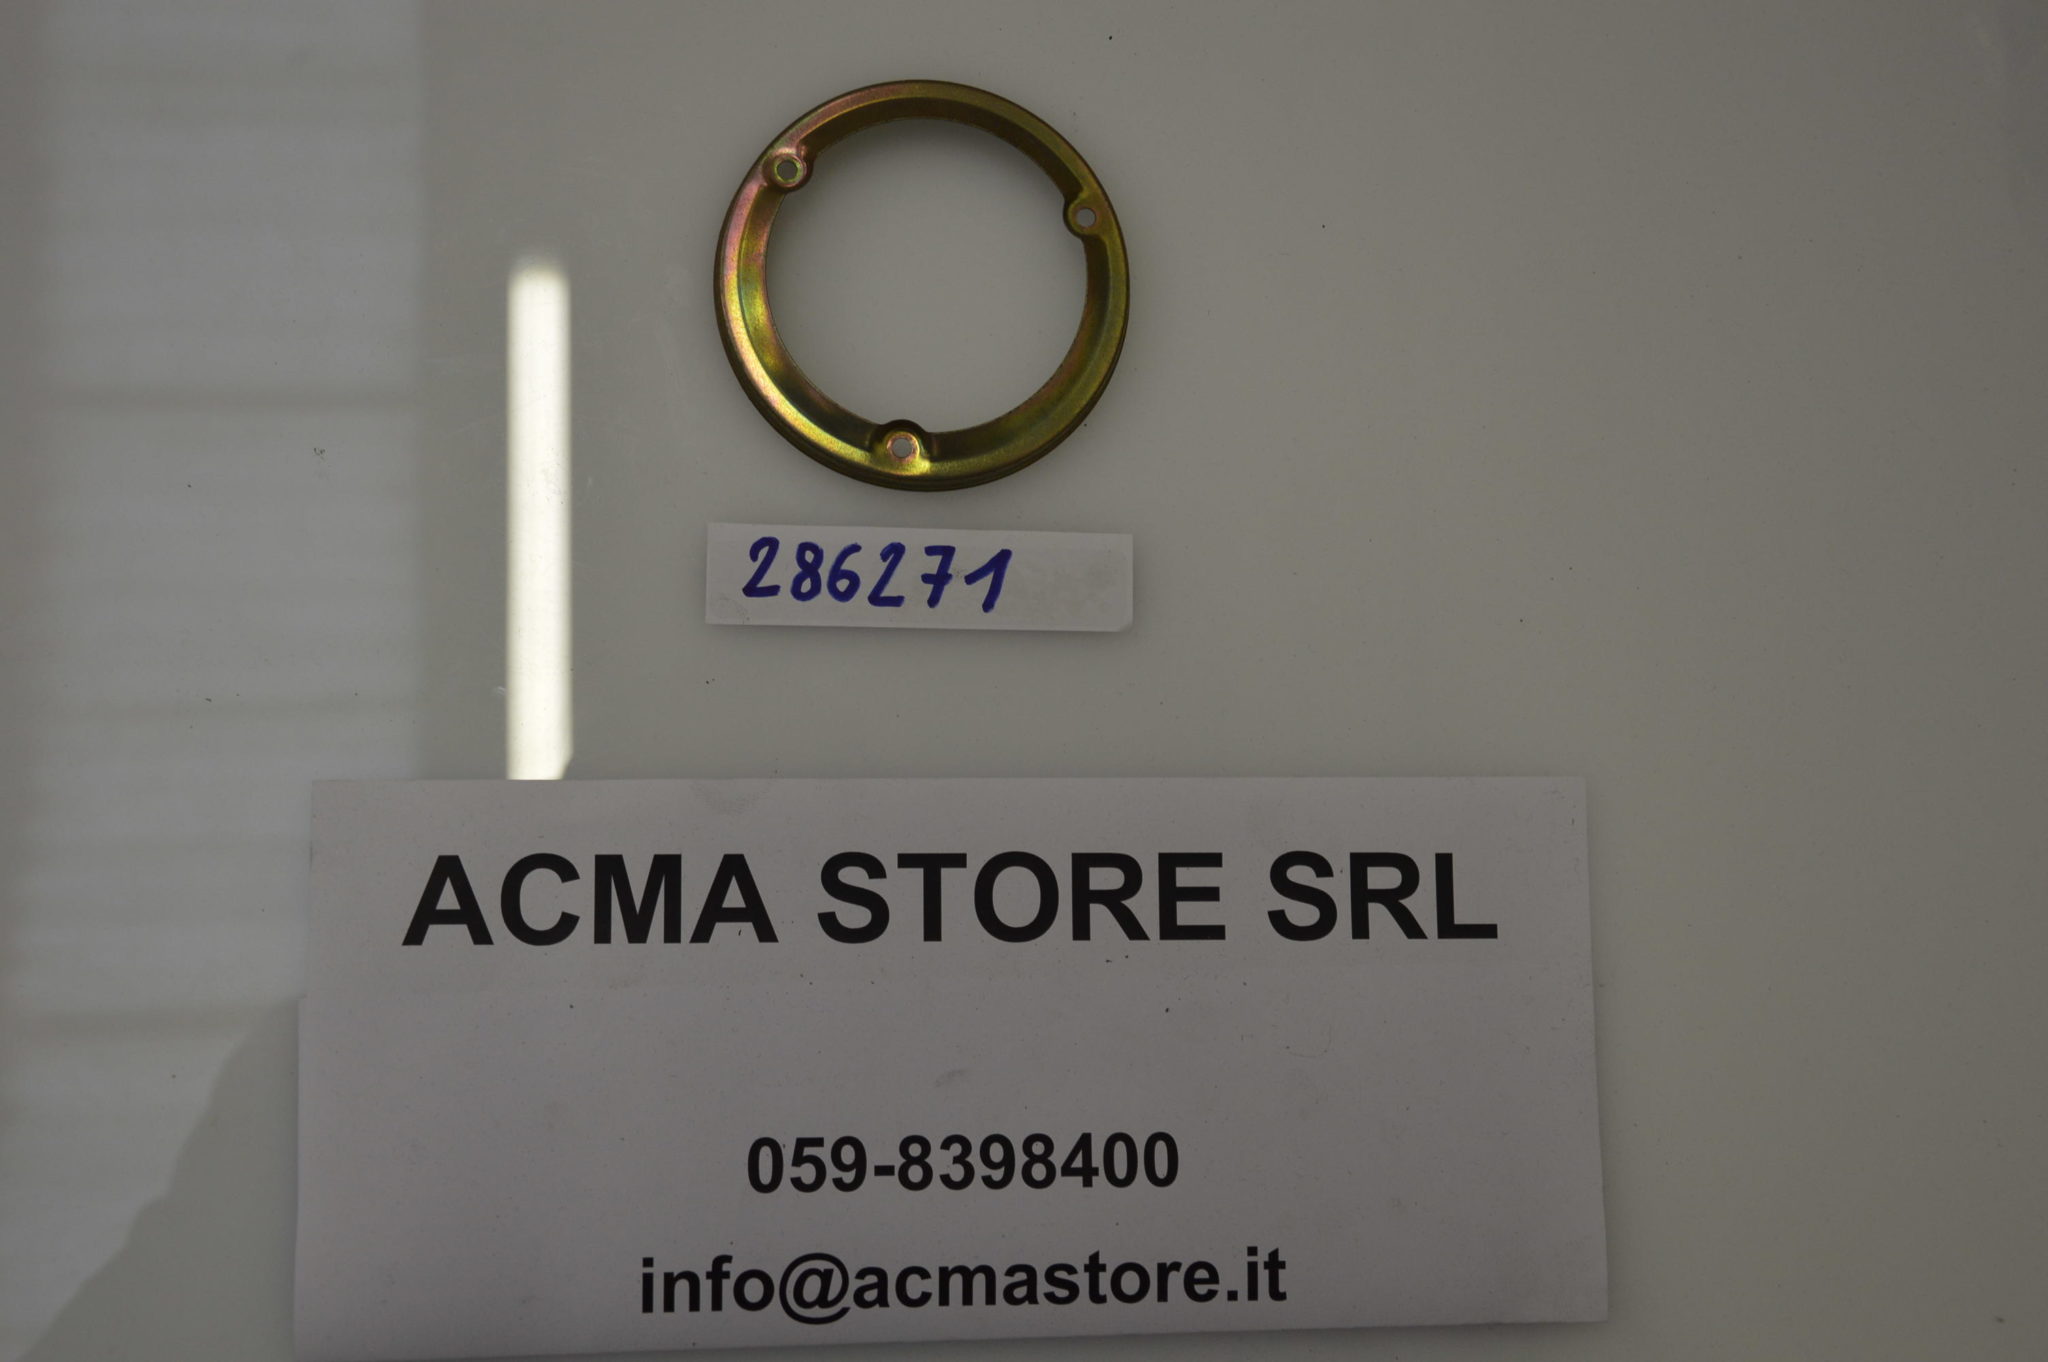 286271
ACMA STORE SRL
059-8398400
info@acmastore.it